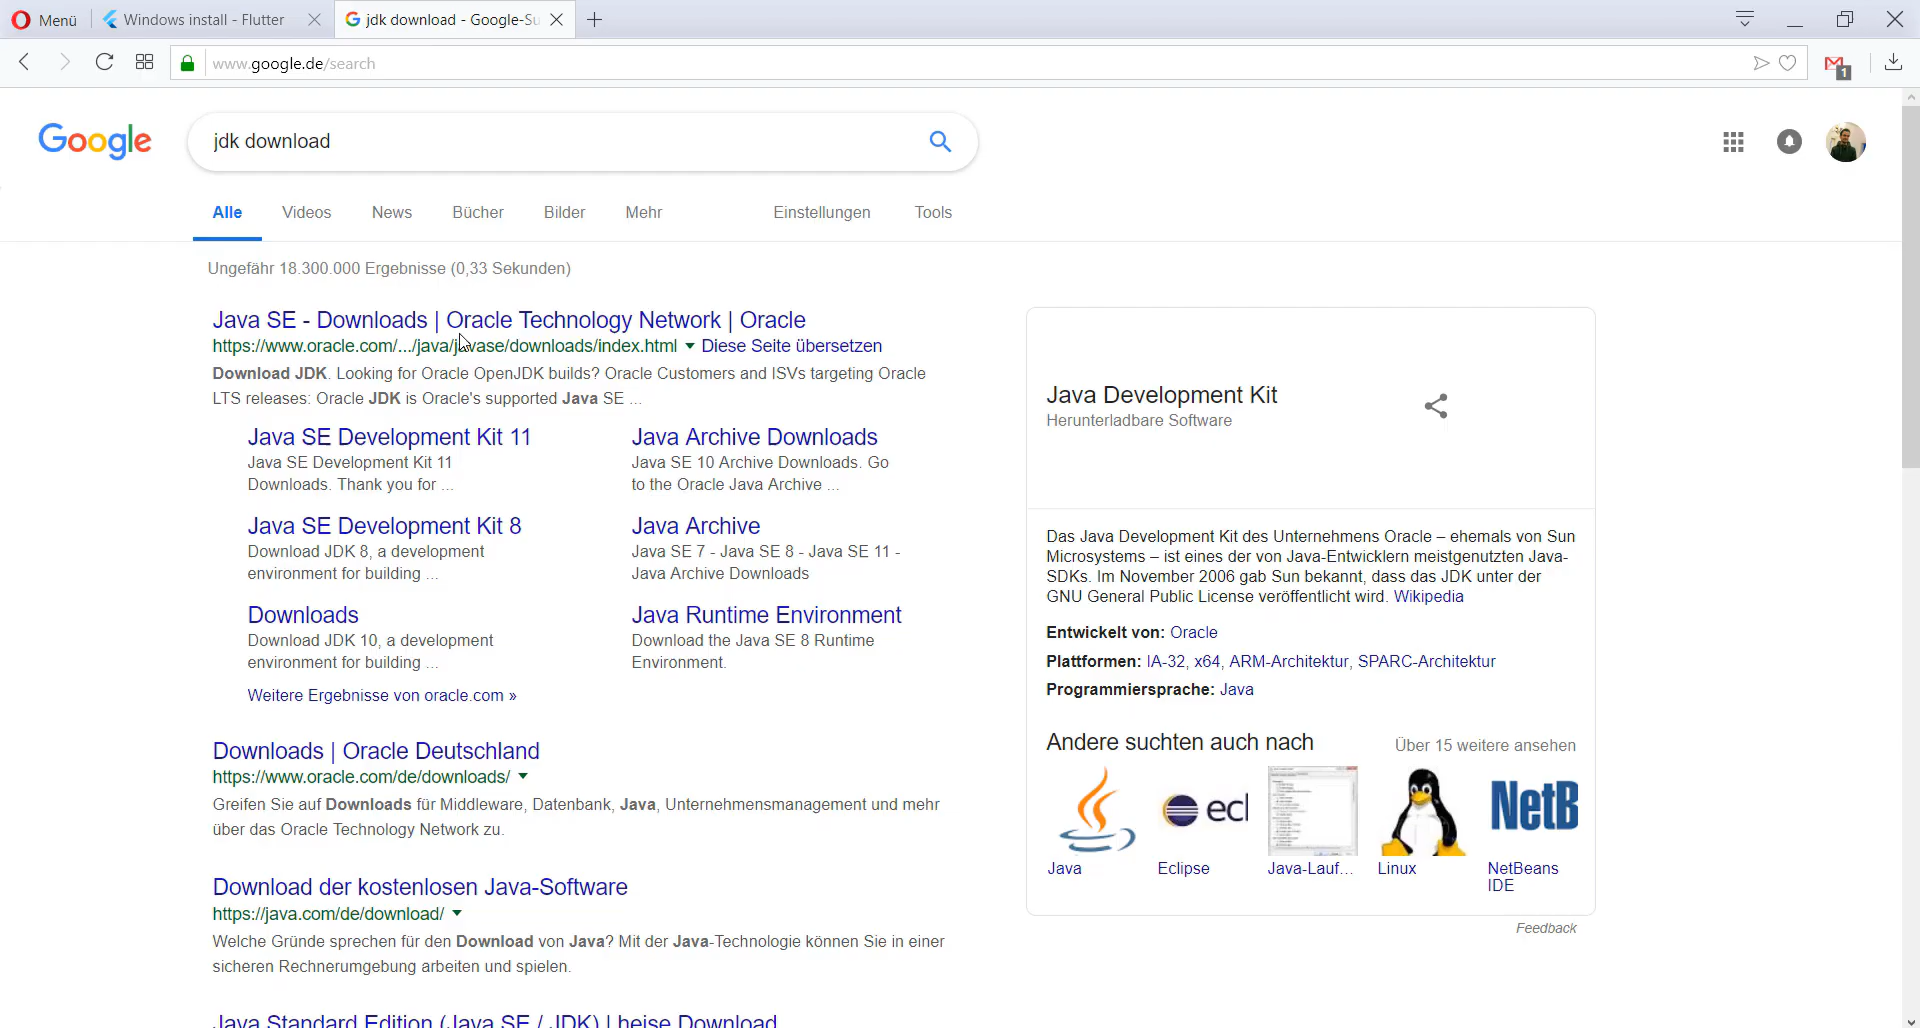 Menü
Windows install - Flutter
jdk download - Google-Su
www.google.de/search
1
Google
jdk download
Alle
Videos
News
Bücher
Bilder
Mehr
Einstellungen
Tools
Ungefähr 18.300.000 Ergebnisse (0,33 Sekunden)
Java SE - Downloads | Oracle Technology Network | Oracle
https://www.oracle.com/.../java/javase/downloads/index.html
Diese Seite übersetzen
Download JDK. Looking for Oracle OpenJDK builds? Oracle Customers and ISVs targeting Oracle
LTS releases: Oracle JDK is Oracle's supported Java SE ...
Java SE Development Kit 11
Java SE Development Kit 11
Downloads. Thank you for ...
Java Archive Downloads
Java SE 10 Archive Downloads. Go
to the Oracle Java Archive ...
Java SE Development Kit 8
Download JDK 8, a development
environment for building ...
Java Archive
Java SE 7 - Java SE 8 - Java SE 11 -
Java Archive Downloads
Downloads
Download JDK 10, a development
environment for building ...
Java Runtime Environment
Download the Java SE 8 Runtime
Environment.
Weitere Ergebnisse von oracle.com »
Downloads | Oracle Deutschland
https://www.oracle.com/de/downloads/
Greifen Sie auf Downloads für Middleware, Datenbank, Java, Unternehmensmanagement und mehr
über das Oracle Technology Network zu.
Download der kostenlosen Java-Software
https://java.com/de/download/
Welche Gründe sprechen für den Download von Java? Mit der Java-Technologie können Sie in einer
sicheren Rechnerumgebung arbeiten und spielen.
Java Standard Edition (Java SE / JDK) | heise Download
Java Development Kit
Herunterladbare Software
Das Java Development Kit des Unternehmens Oracle – ehemals von Sun
Microsystems – ist eines der von Java-Entwicklern meistgenutzten Java-
SDKs. Im November 2006 gab Sun bekannt, dass das JDK unter der
GNU General Public License veröffentlicht wird. Wikipedia
Entwickelt von: Oracle
Plattformen: IA-32, x64, ARM-Architektur, SPARC-Architektur
Programmiersprache: Java
Andere suchten auch nach
Über 15 weitere ansehen
ecl
NetB
Java
Eclipse
Java-Lauf...
Linux
NetBeans
IDE
Feedback